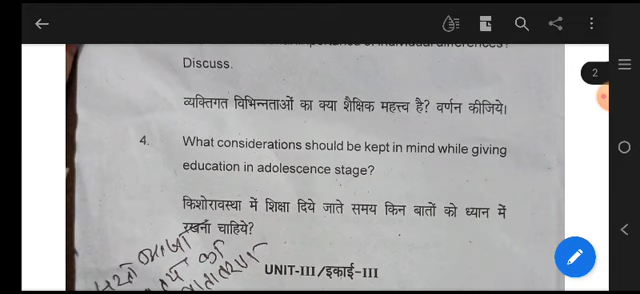 Discuss.
2
व्यक्तिगत विभिन्नताओं का क्या शैक्षिक महत्त्व है? वर्णन कीजिये।
4. What considerations should be kept in mind while giving
education in adolescence stage?
किशोरावस्था में शिक्षा दिये जाते समय किन बातों को ध्यान में
रखना चाहिये?
UNIT-III/इकाई-III